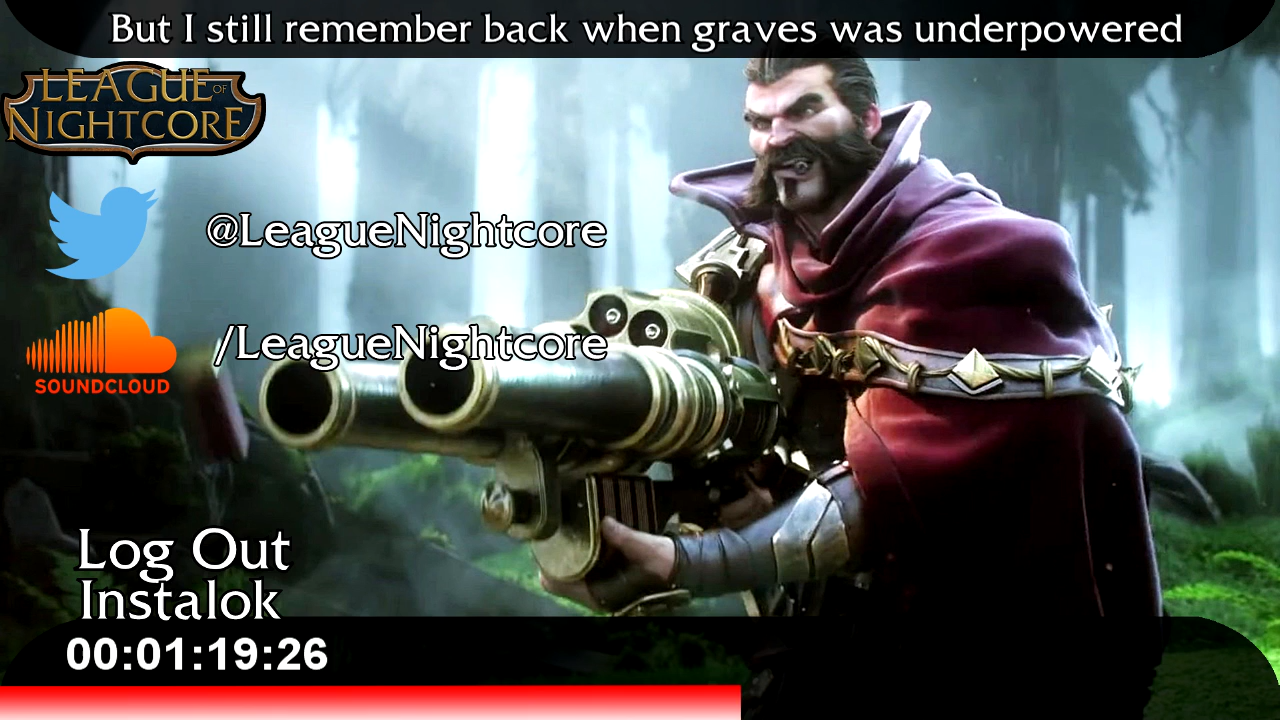 But I still remember back when graves was underpowered
LEAGUE OF
NIGHTCORE
@LeagueNightcore
/LeagueNightcore
SOUNDCLOUD
Log Out
Instalok
00:01:19:26